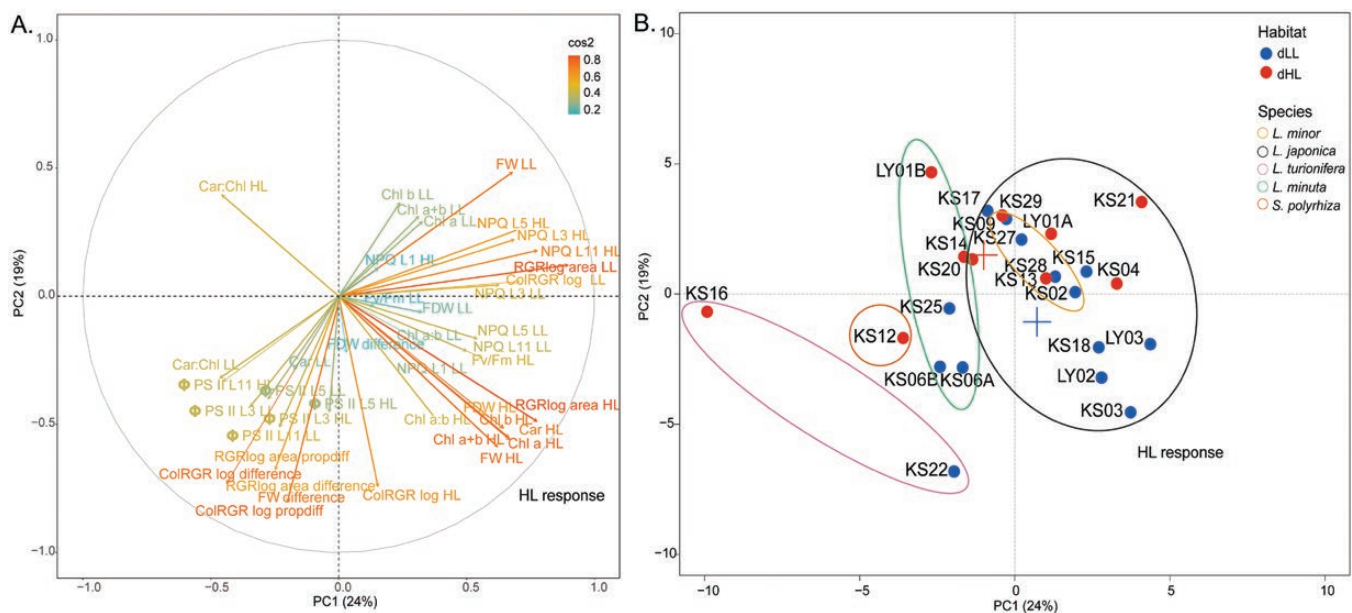 A.
cos2
0.8
0.6
0.4
0.2
1.0
0.5
0.0
−0.5
−1.0
PC2 (19%)
FW LL
Car:Chl HL
Chl b LL
Chl a+b LL
Chl a LL
NPQ L5 HL
NPQ L3 HL
NPQ L11 HL
NPQ L1 HL
RGRlog area LL
ColRGR log LL
NPQ L3 LL
Fv/Fm LL
FDW LL
NPQ L5 LL
Chl a:b LL
FDW difference
NPQ L11 LL
Fv/Fm HL
Car:Chl LL
Car LL
NPQ L1 LL
Φ PS II L11 HL
Φ PS II L5 LL
Φ PS II L5 HL
Φ PS II L3 LL
Φ PS II L3 HL
Φ PS II L11 LL
RGRlog area HL
FDW HL
Chl a:b HL
Chl b HL
Car HL
Chl a+b HL
Chl a HL
FW HL
RGRlog area propdiff
ColRGR log difference
RGRlog area difference
FW difference
ColRGR log HL
ColRGR log propdiff
HL response
−1.0
−0.5
0.0
0.5
1.0
PC1 (24%)
B.
10
5
0
−5
−10
PC2 (19%)
Habitat
dLL
dHL
Species
L. minor
L. japonica
L. turionifera
L. minuta
S. polyrhiza
LY01B
KS17
KS29
KS21
KS09
LY01A
KS27
KS14
KS15
KS20
KS28
KS04
KS13
KS02
KS16
KS25
KS12
KS18
LY03
KS06B
KS06A
LY02
KS03
KS22
HL response
−10
−5
0
5
10
PC1 (24%)